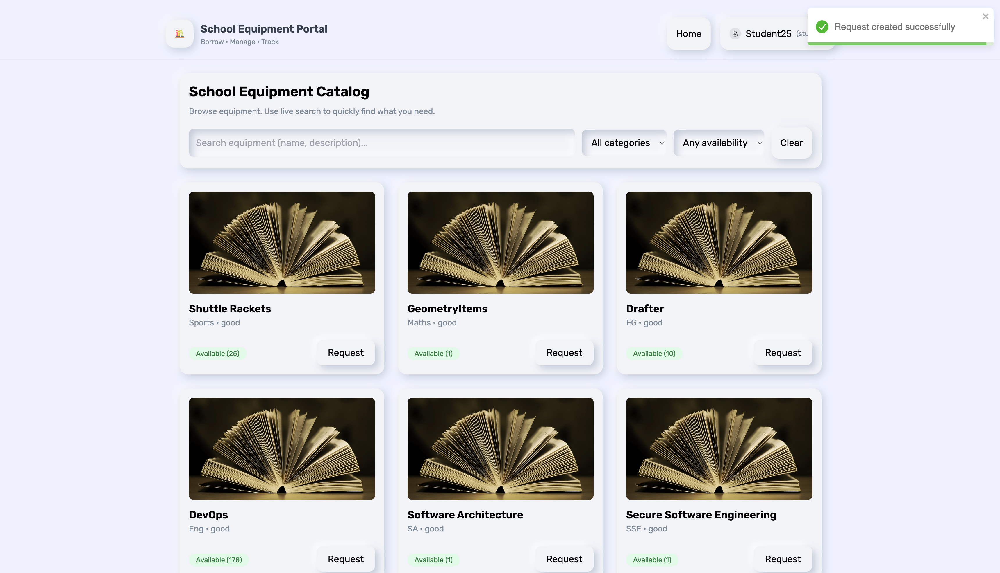 School Equipment Portal
Borrow • Manage • Track
Home
Student25 (stu
Request created successfully
School Equipment Catalog
Browse equipment. Use live search to quickly find what you need.
Search equipment (name, description)...
All categories
Any availability
Clear
Shuttle Rackets
Sports • good
Available (25)
Request
GeometryItems
Maths • good
Available (1)
Request
Drafter
EG • good
Available (10)
Request
DevOps
Eng • good
Available (178)
Request
Software Architecture
SA • good
Available (1)
Request
Secure Software Engineering
SSE • good
Available (1)
Request